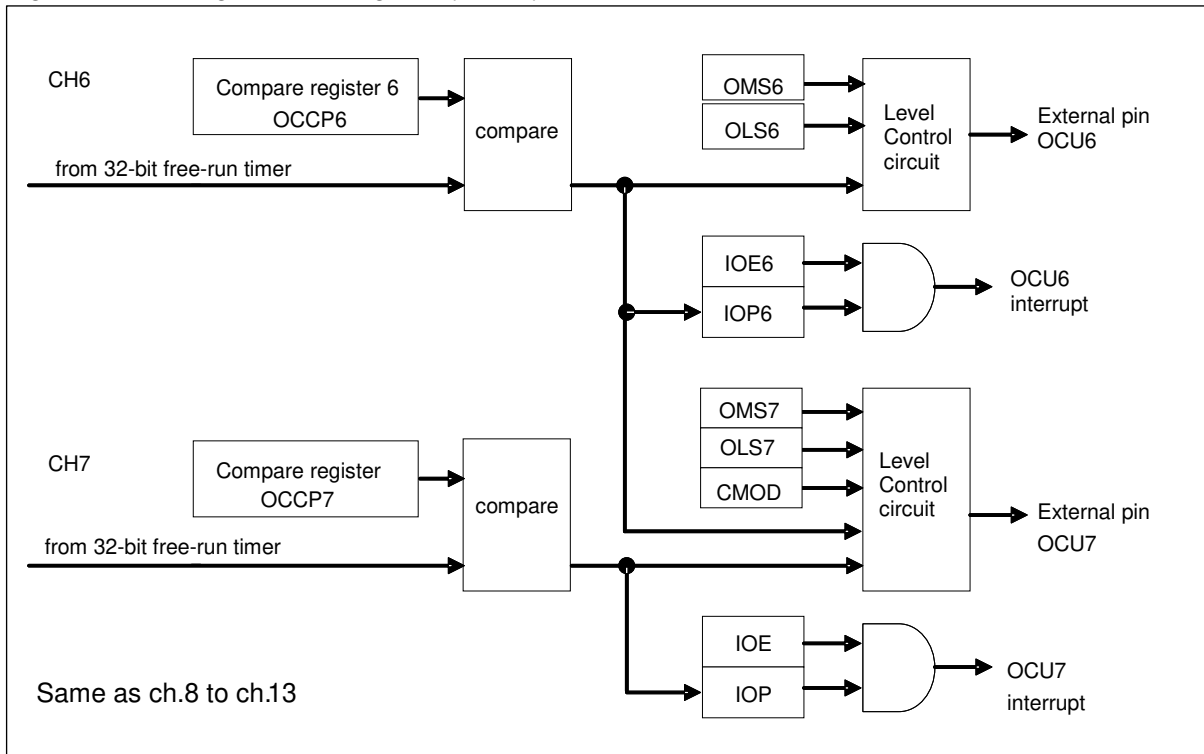 CH6
Compare register 6
OCCP6
compare
from 32-bit free-run timer
OMS6
OLS6
Level
Control
circuit
External pin
OCU6
IOE6
IOP6
OCU6
interrupt
CH7
Compare register
OCCP7
compare
from 32-bit free-run timer
OMS7
OLS7
CMOD
Level
Control
circuit
External pin
OCU7
IOE
IOP
OCU7
interrupt
Same as ch.8 to ch.13